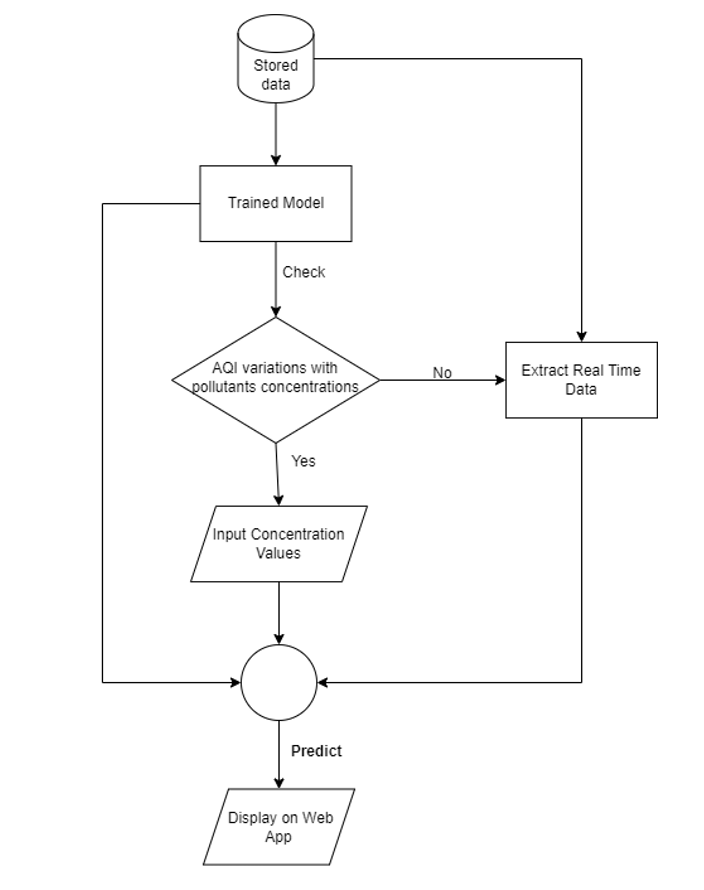 Stored
data
Trained Model
Check
AQI variations with
pollutants concentrations
No
Extract Real Time
Data
Yes
Input Concentration
Values
Predict
Display on Web
App